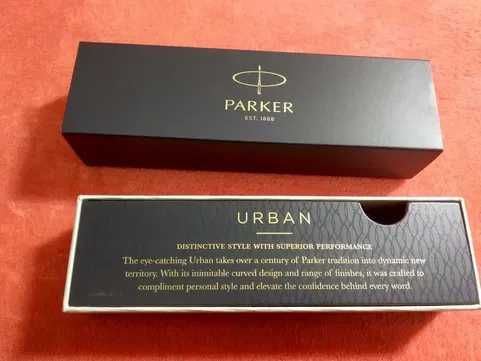 PARKER
EST. 1888
URBAN
DISTINCTIVE STYLE WITH SUPERIOR PERFORMANCE
The eye-catching Urban takes over a century of Parker tradition into dynamic new
territory. With its inimitable curved design and range of finishes, it was crafted to
compliment personal style and elevate the confidence behind every word.